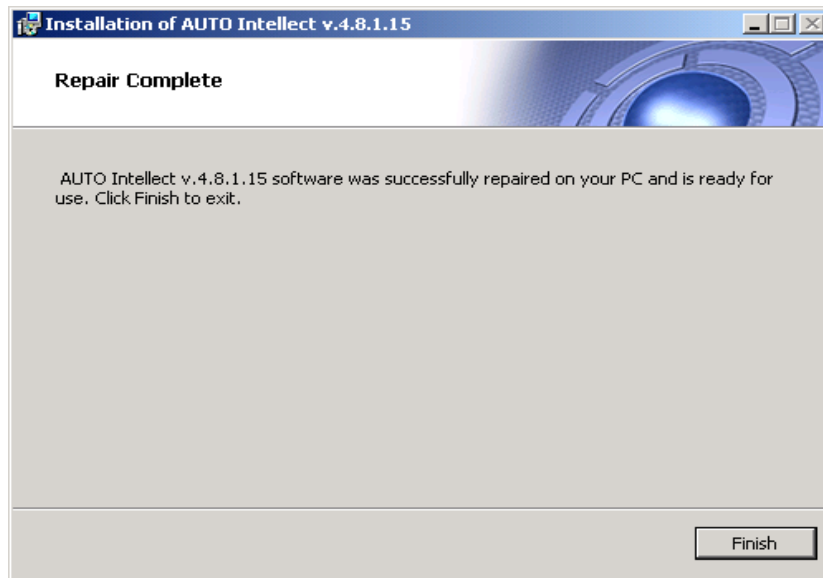 Installation of AUTO Intellect v.4.8.1.15
Repair Complete
AUTO Intellect v.4.8.1.15 software was successfully repaired on your PC and is ready for
use. Click Finish to exit.
Finish